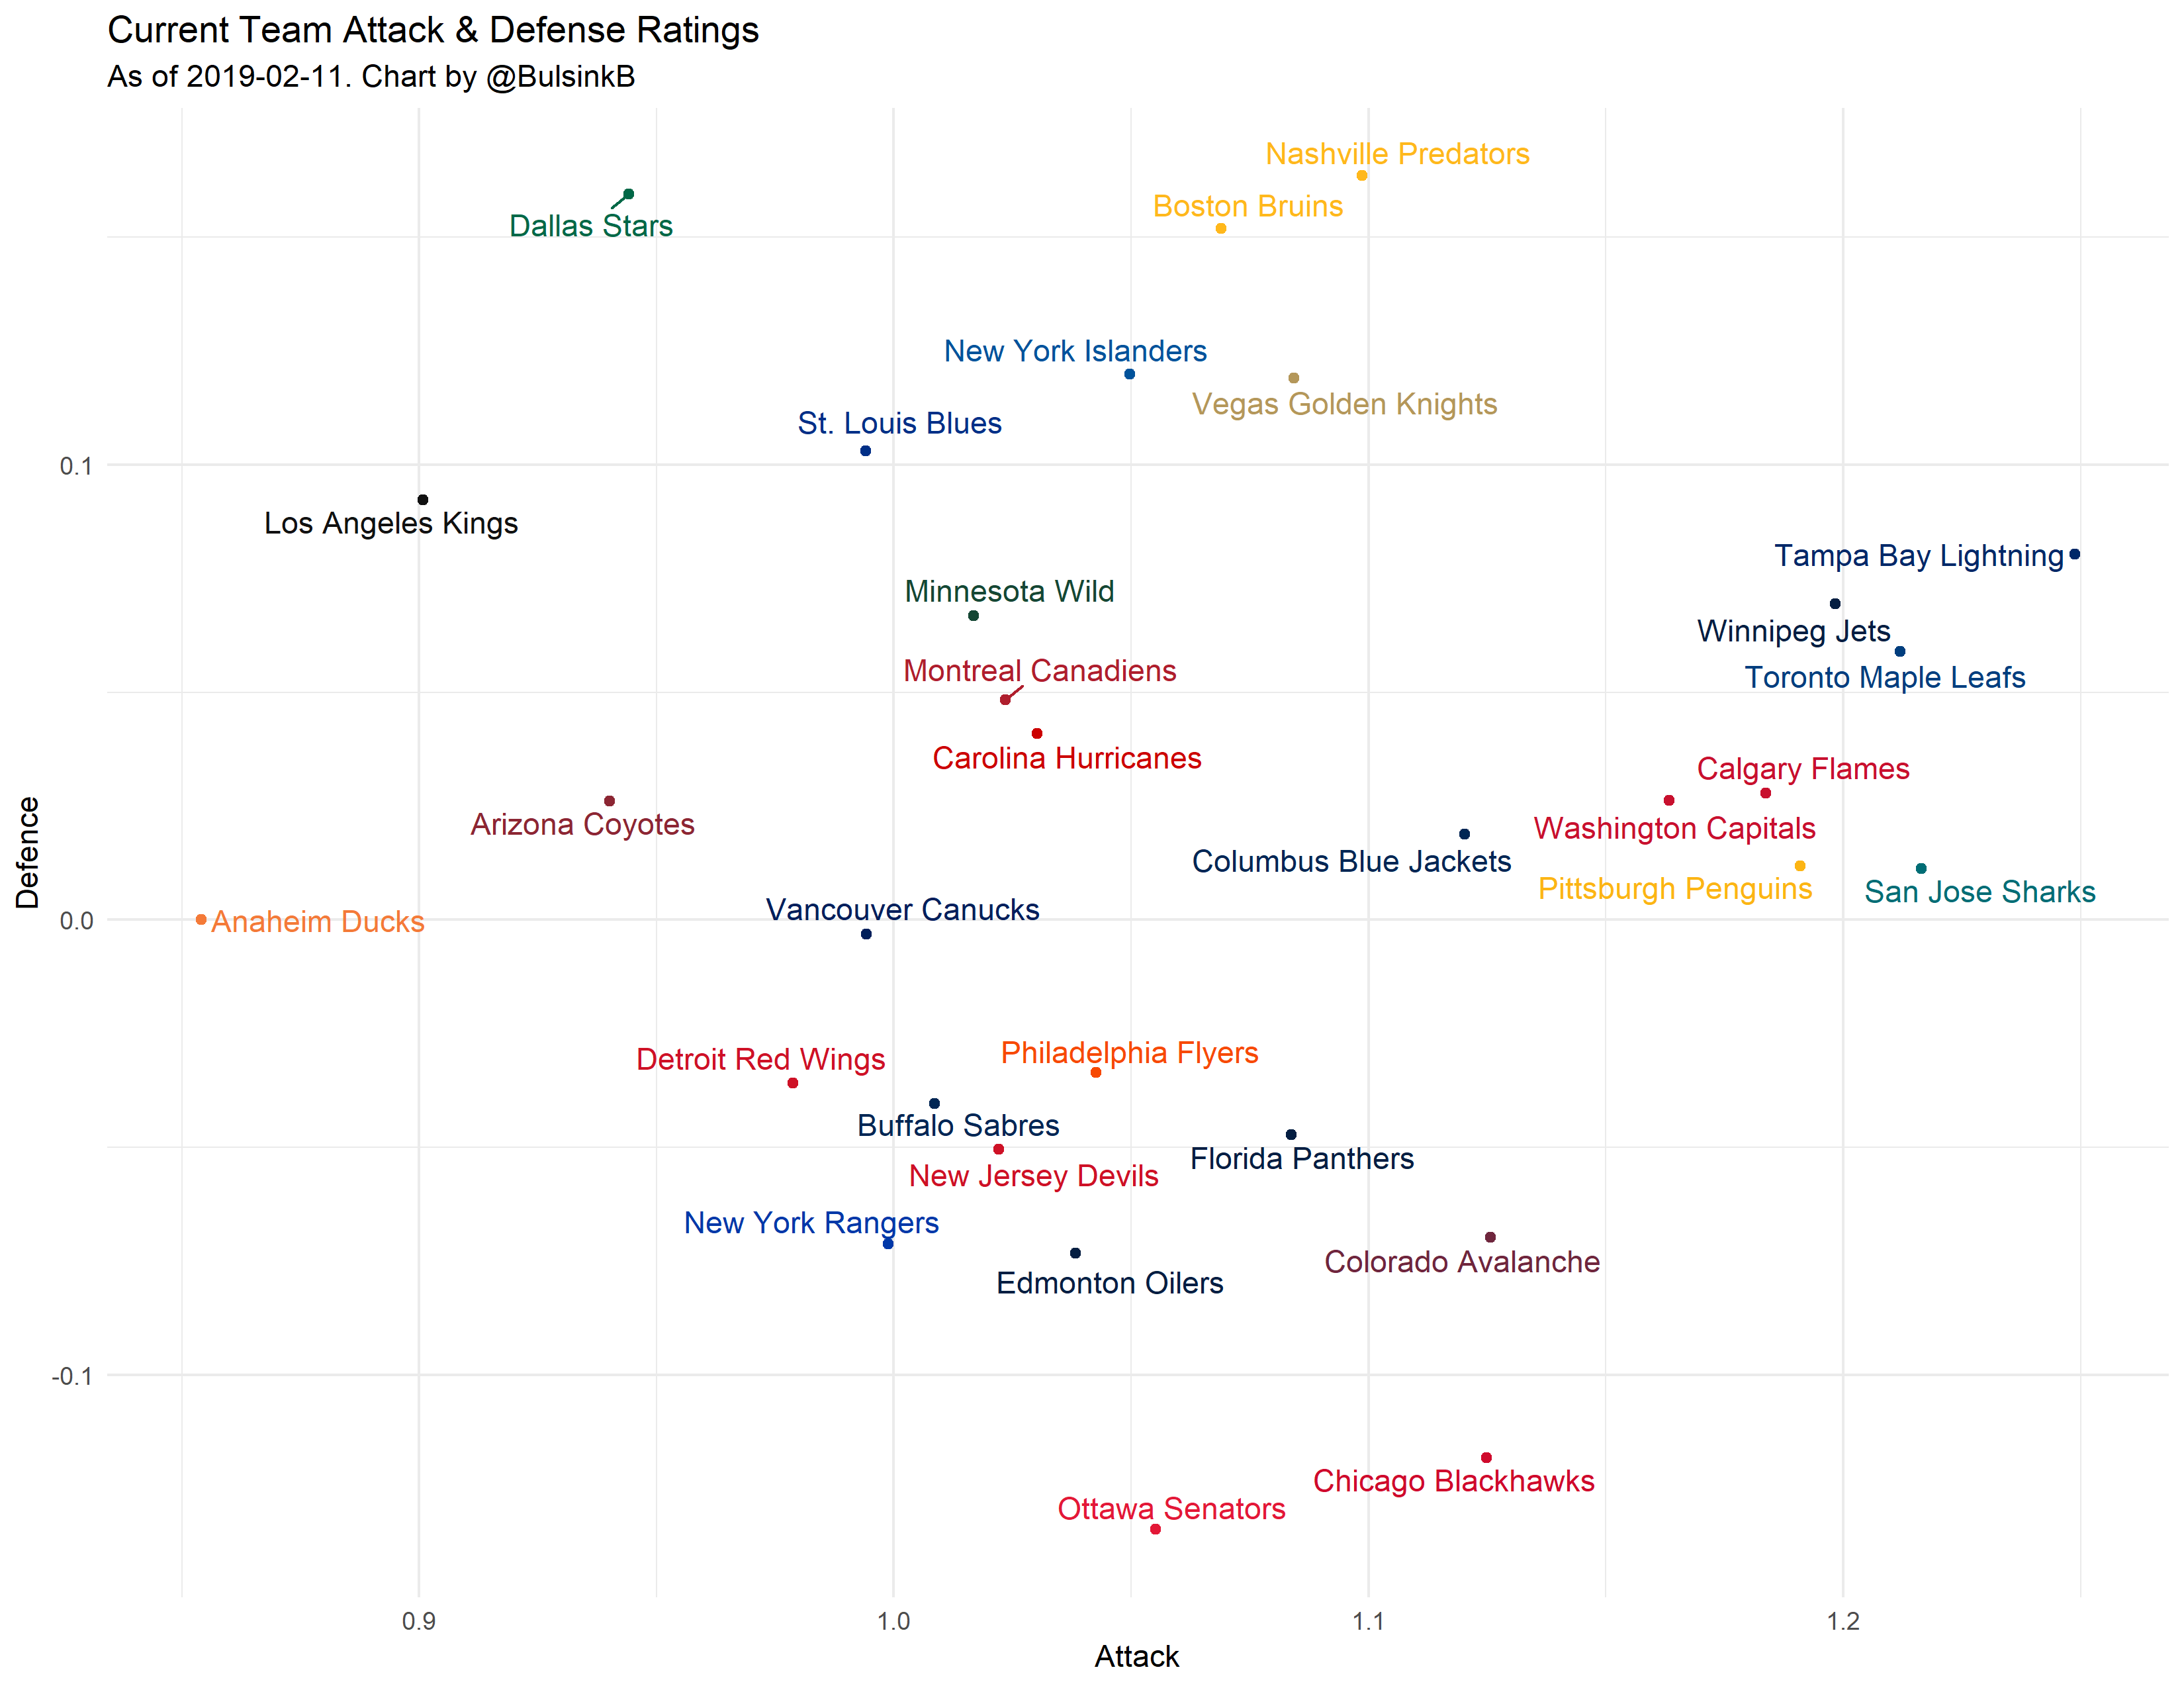 Current Team Attack & Defense Ratings
As of 2019-02-11. Chart by @BulsinkB
Nashville Predators
Boston Bruins
Dallas Stars
New York Islanders
Vegas Golden Knights
St. Louis Blues
0.1
Los Angeles Kings
Tampa Bay Lightning
Minnesota Wild
Winnipeg Jets
Montreal Canadiens
Toronto Maple Leafs
Carolina Hurricanes
Calgary Flames
Arizona Coyotes
Washington Capitals
Defence
Columbus Blue Jackets
Pittsburgh Penguins
San Jose Sharks
Vancouver Canucks
0.0
Anaheim Ducks
Philadelphia Flyers
Detroit Red Wings
Buffalo Sabres
Florida Panthers
New Jersey Devils
New York Rangers
Colorado Avalanche
Edmonton Oilers
-0.1
Chicago Blackhawks
Ottawa Senators
0.9
1.0
1.1
1.2
Attack